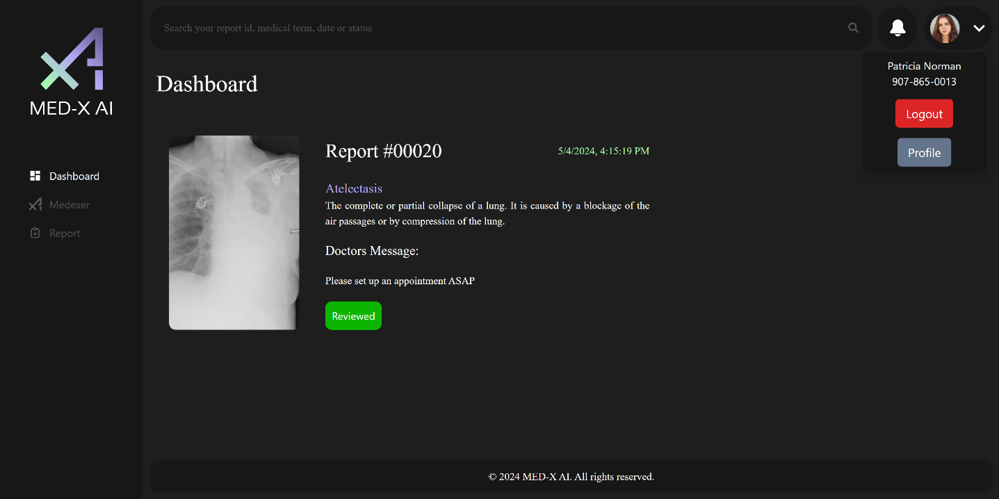 MED-X AI
Dashboard
Medexer
Report
Search your report id, medical term, date or status
Patricia Norman
907-865-0013
Logout
Profile
Dashboard
Report #00020
5/4/2024, 4:15:19 PM
Atelectasis
The complete or partial collapse of a lung. It is caused by a blockage of the
air passages or by compression of the lung.
Doctors Message:
Please set up an appointment ASAP
Reviewed
© 2024 MED-X AI. All rights reserved.